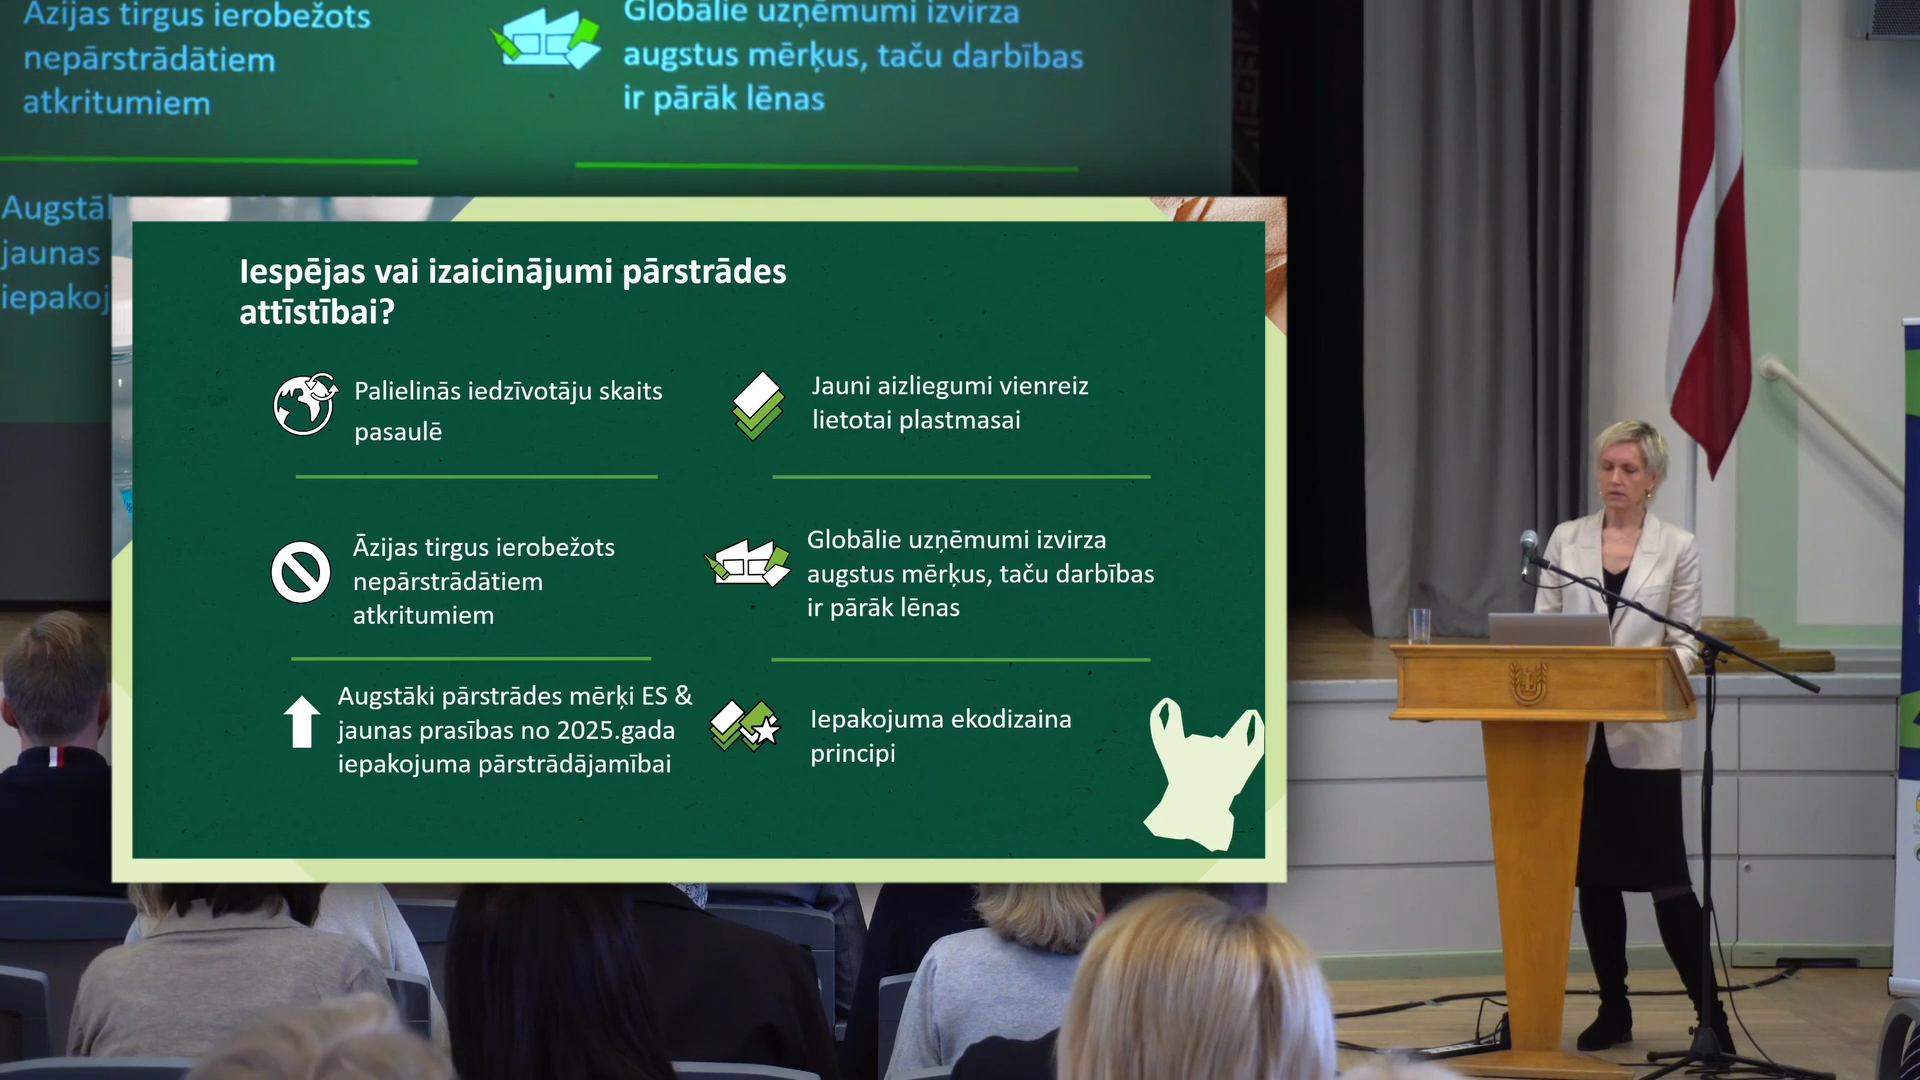 Āzijas tirgus ierobežots
nepārstrādātiem
atkritumiem
Globālie uzņēmumi izvirza
augstus mērķus, taču darbības
ir pārāk lēnas
jaunas
Iespējas vai izaicinājumi pārstrādes
attīstībai?
Palielinās iedzīvotāju skaits
pasaulē
Jauni aizliegumi vienreiz
lietotai plastmasai
Āzijas tirgus ierobežots
nepārstrādātiem
atkritumiem
Globālie uzņēmumi izvirza
augstus mērķus, taču darbības
ir pārāk lēnas
Augstāki pārstrādes mērķi ES &
jaunas prasības no 2025.gada
iepakojuma pārstrādājamībai
Iepakojuma ekodizaina
principi